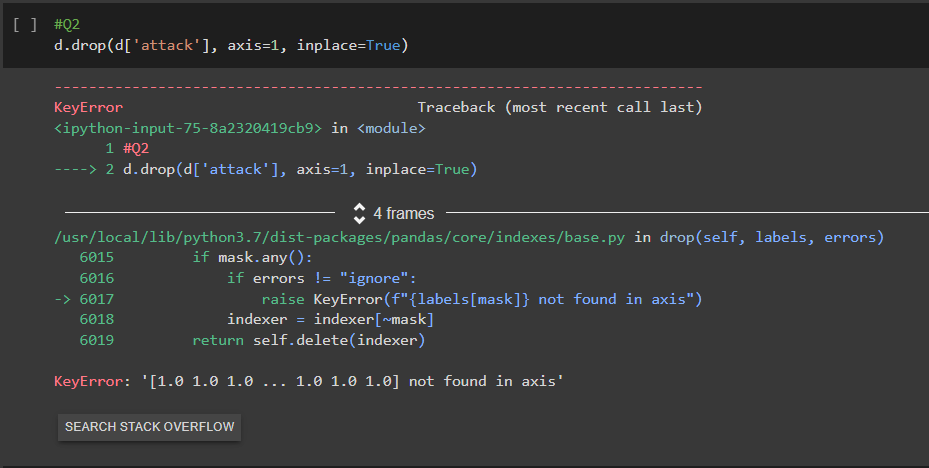 [ ] #Q2
d.drop(d['attack'], axis=1, inplace=True)
---------------------------------------------------------------------------
KeyError                                  Traceback (most recent call last)
<ipython-input-75-8a2320419cb9> in <module>
      1 #Q2
----> 2 d.drop(d['attack'], axis=1, inplace=True)
4 frames
/usr/local/lib/python3.7/dist-packages/pandas/core/indexes/base.py in drop(self, labels, errors)
   6015         if mask.any():
   6016             if errors != "ignore":
-> 6017                 raise KeyError(f"{labels[mask]} not found in axis")
   6018             indexer = indexer[~mask]
   6019         return self.delete(indexer)
KeyError: '[1.0 1.0 1.0 ... 1.0 1.0 1.0] not found in axis'
SEARCH STACK OVERFLOW